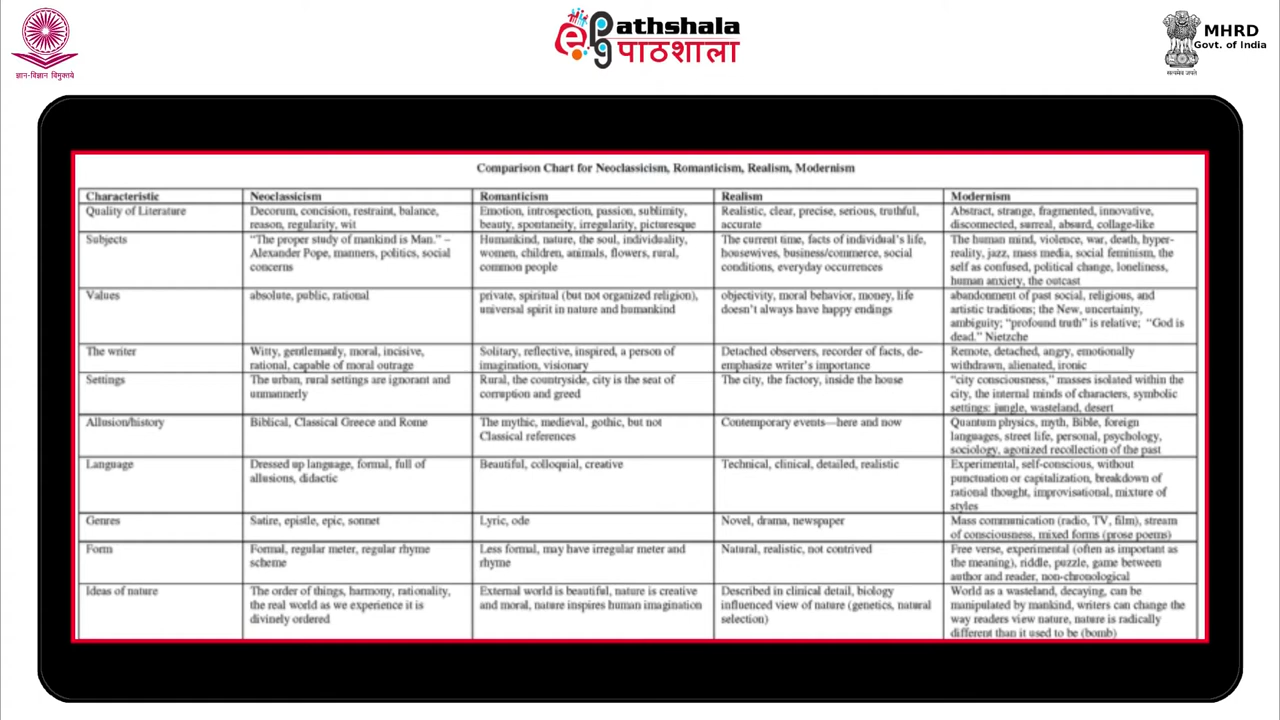 ज्ञान-विज्ञान विमुक्तये
ePathshala
पाठशाला
MHRD
Govt. of India
सत्यमेव जयते
Comparison Chart for Neoclassicism, Romanticism, Realism, Modernism
Characteristic Neoclassicism Romanticism Realism Modernism
Quality of Literature
Decorum, concision, restraint, balance,
reason, regularity, wit
Emotion, introspection, passion, sublimity,
beauty, spontaneity, irregularity, picturesque
Realistic, clear, precise, serious, truthful,
accurate
Abstract, strange, fragmented, innovative,
disconnected, surreal, absurd, collage-like
Subjects
“The proper study of mankind is Man.” –
Alexander Pope, manners, politics, social
concerns
Humankind, nature, the soul, individuality,
women, children, animals, flowers, rural,
common people
The current time, facts of individual’s life,
housewives, business/commerce, social
conditions, everyday occurrences
The human mind, violence, war, death, hyper-
reality, jazz, mass media, social feminism, the
self as confused, political change, loneliness,
human anxiety, the outcast
Values
absolute, public, rational
private, spiritual (but not organized religion),
universal spirit in nature and humankind
objectivity, moral behavior, money, life
doesn’t always have happy endings
abandonment of past social, religious, and
artistic traditions; the New, uncertainty,
ambiguity; “profound truth” is relative; “God is
dead.” Nietzche
The writer
Witty, gentlemanly, moral, incisive,
rational, capable of moral outrage
Solitary, reflective, inspired, a person of
imagination, visionary
Detached observers, recorder of facts, de-
emphasize writer’s importance
Remote, detached, angry, emotionally
withdrawn, alienated, ironic
Settings
The urban, rural settings are ignorant and
unmannerly
Rural, the countryside, city is the seat of
corruption and greed
The city, the factory, inside the house
“city consciousness,” masses isolated within the
city, the internal minds of characters, symbolic
settings: jungle, wasteland, desert
Allusion/history
Biblical, Classical Greece and Rome
The mythic, medieval, gothic, but not
Classical references
Contemporary events—here and now
Quantum physics, myth, Bible, foreign
languages, street life, personal, psychology,
sociology, agonized recollection of the past
Language
Dressed up language, formal, full of
allusions, didactic
Beautiful, colloquial, creative
Technical, clinical, detailed, realistic
Experimental, self-conscious, without
punctuation or capitalization, breakdown of
rational thought, improvisational, mixture of
styles
Genres
Satire, epistle, epic, sonnet
Lyric, ode
Novel, drama, newspaper
Mass communication (radio, TV, film), stream
of consciousness, mixed forms (prose poems)
Form
Formal, regular meter, regular rhyme
scheme
Less formal, may have irregular meter and
rhyme
Natural, realistic, not contrived
Free verse, experimental (often as important as
the meaning), riddle, puzzle, game between
author and reader, non-chronological
Ideas of nature
The order of things, harmony, rationality,
the real world as we experience it is
divinely ordered
External world is beautiful, nature is creative
and moral, nature inspires human imagination
Described in clinical detail, biology
influenced view of nature (genetics, natural
selection)
World as a wasteland, decaying, can be
manipulated by mankind, writers can change the
way readers view nature, nature is radically
different than it used to be (bomb)